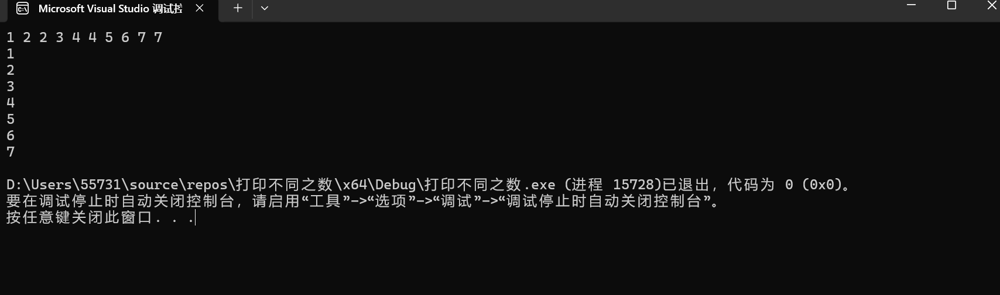 Microsoft Visual Studio 调试控
1 2 2 3 4 4 5 6 7 7
1
2
3
4
5
6
7
D:\Users\55731\source\repos\打印不同之数\x64\Debug\打印不同之数.exe (进程 15728)已退出，代码为 0 (0x0)。
要在调试停止时自动关闭控制台，请启用“工具”->“选项”->“调试”->“调试停止时自动关闭控制台”。
按任意键关闭此窗口. . .